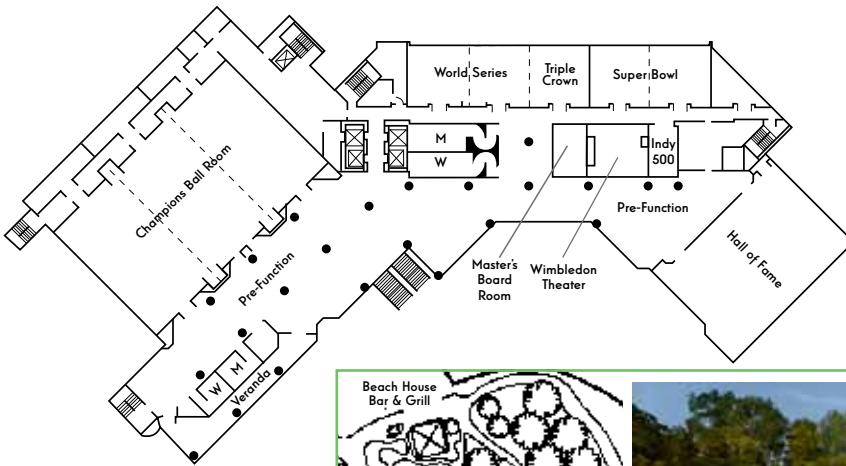 World Series
Triple
Crown
Super Bowl
M
W
Indy
500
Champions Ball Room
Pre-Function
Master's
Board
Room
Wimbledon
Theater
Hall of Fame
Pre-Function
W
M
Veranda
Beach House
Bar & Grill